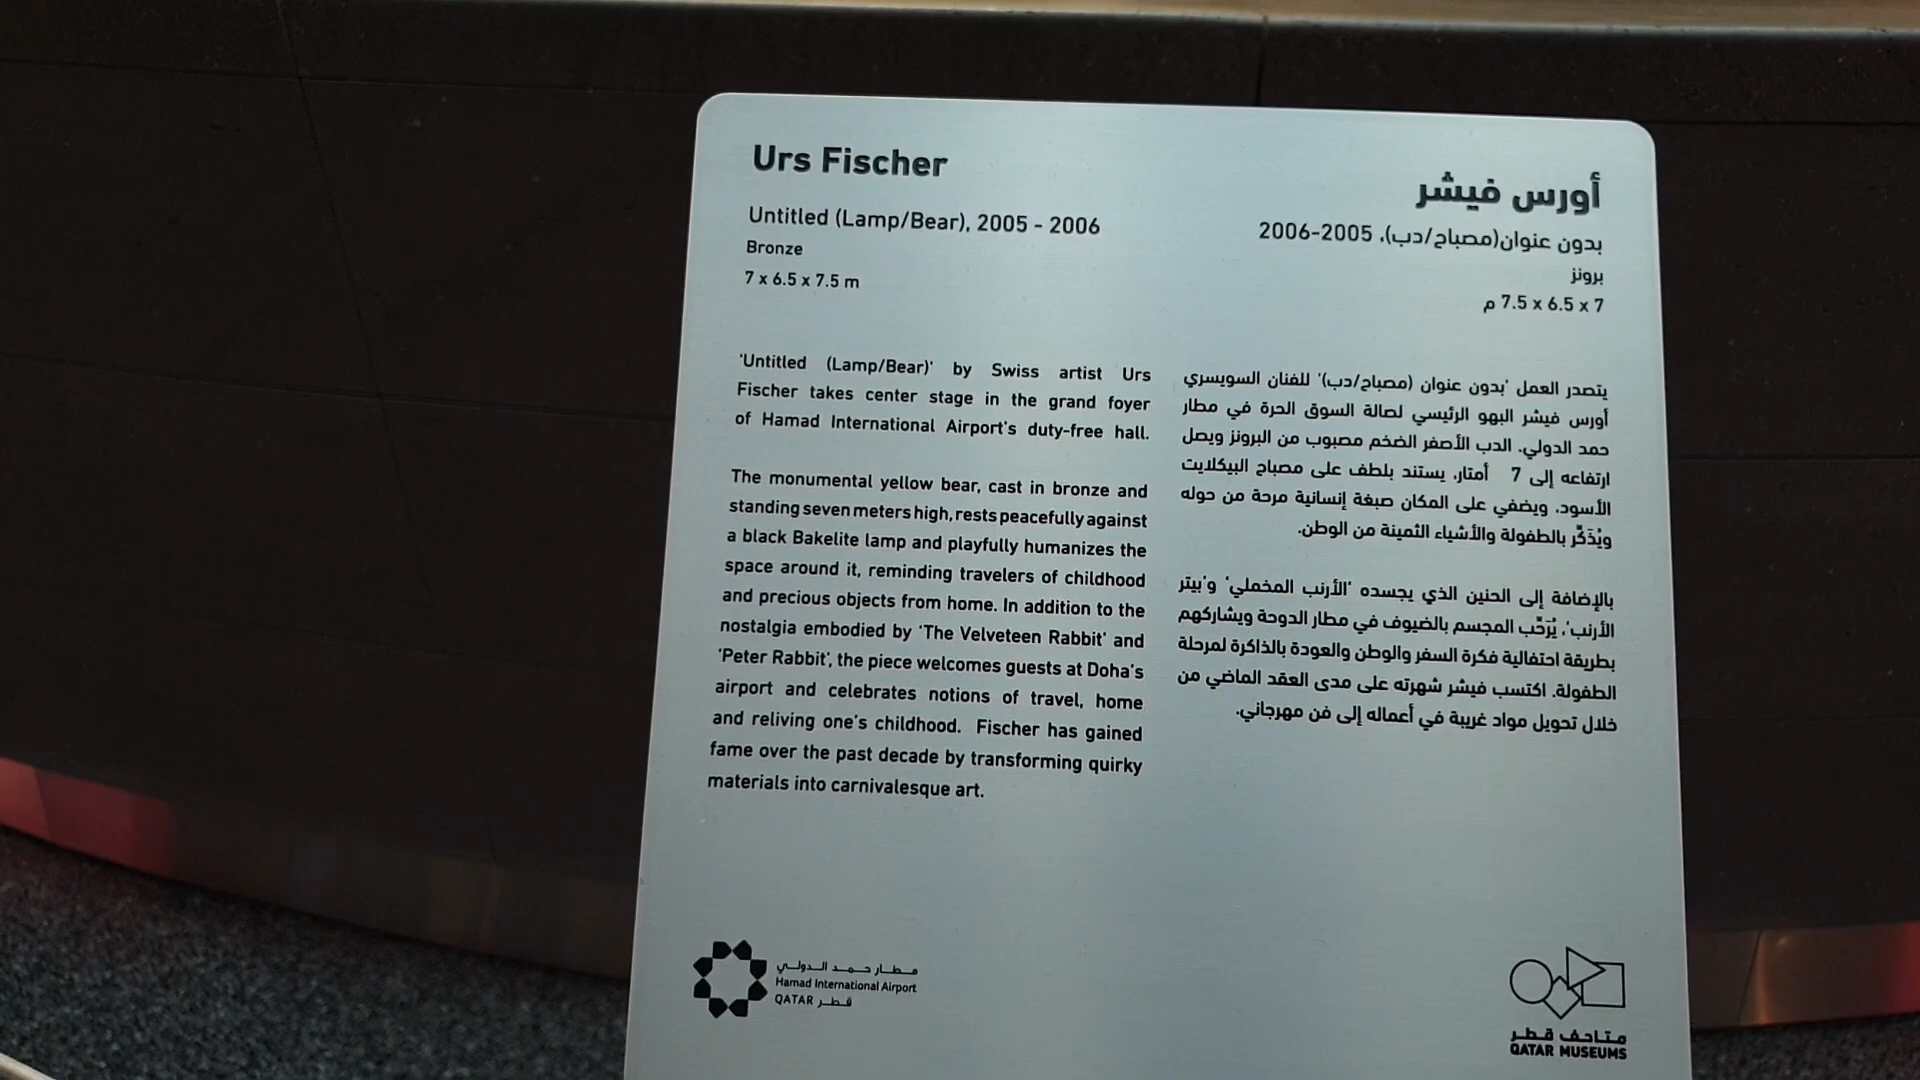 Urs Fischer
Untitled (Lamp/Bear), 2005 - 2006
Bronze
7 x 6.5 x 7.5 m
'Untitled (Lamp/Bear)' by Swiss artist Urs
Fischer takes center stage in the grand foyer
of Hamad International Airport's duty-free hall.
The monumental yellow bear, cast in bronze and
standing seven meters high, rests peacefully against
a black Bakelite lamp and playfully humanizes the
space around it, reminding travelers of childhood
and precious objects from home. In addition to the
nostalgia embodied by 'The Velveteen Rabbit' and
'Peter Rabbit', the piece welcomes guests at Doha's
airport and celebrates notions of travel, home
and reliving one's childhood. Fischer has gained
fame over the past decade by transforming quirky
materials into carnivalesque art.
أورس فيشر
بدون عنوان(مصباح/دب)، 2005-2006
برونز
7 x 6.5 x 7.5 م
يتصدر العمل 'بدون عنوان (مصباح/دب)' للفنان السويسري
أورس فيشر البهو الرئيسي لصالة السوق الحرة في مطار
حمد الدولي. الدب الأصفر الضخم مصبوب من البرونز ويصل
ارتفاعه إلى 7 أمتار، يستند بلطف على مصباح البيكلايت
الأسود، ويضفي على المكان صبغة إنسانية مرحة من حوله
ويُذَكِّر بالطفولة والأشياء الثمينة من الوطن.
بالإضافة إلى الحنين الذي يجسده 'الأرنب المخملي' و'بيتر
الأرنب'، يُرَحِّب المجسم بالضيوف في مطار الدوحة ويشاركهم
بطريقة احتفالية فكرة السفر والوطن والعودة بالذاكرة لمرحلة
الطفولة. اكتسب فيشر شهرته على مدى العقد الماضي من
خلال تحويل مواد غريبة في أعماله إلى فن مهرجاني.
مطار حمد الدولي
Hamad International Airport
QATAR قطر
متاحف قطر
QATAR MUSEUMS